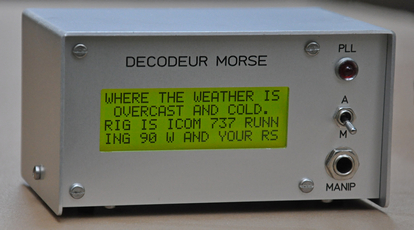 DECODEUR MORSE
PLL
WHERE THE WEATHER IS
OVERCAST AND COLD.
RIG IS ICOM 737 RUNN
ING 90 W AND YOUR RS
A
M
MANIP